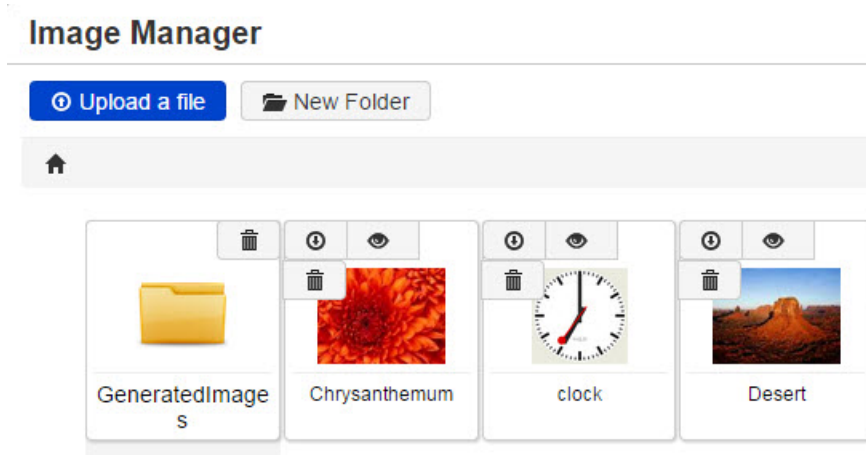 Image Manager
Upload a file
New Folder
GeneratedImage
s
Chrysanthemum
clock
Desert